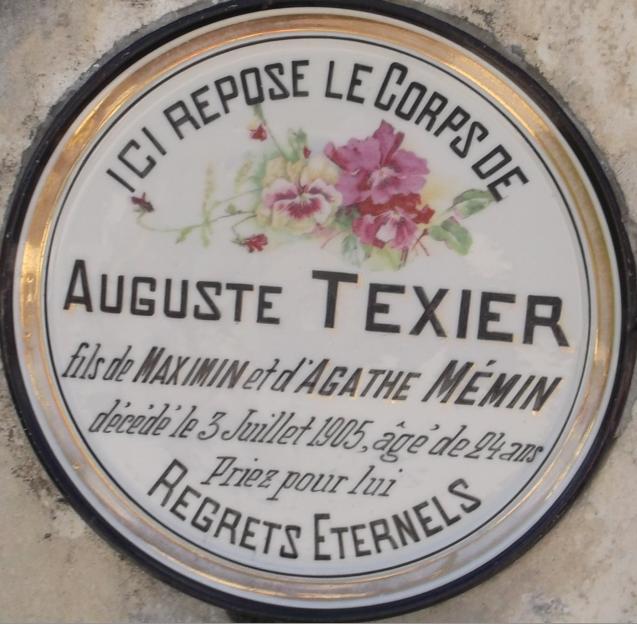 ICI REPOSE LE CORPS DE
AUGUSTE TEXIER
fils de MAXIMIN et d'AGATHE MÉMIN
décédé le 3 Juillet 1905, âgé de 24 ans
Priez pour lui
REGRETS ETERNELS